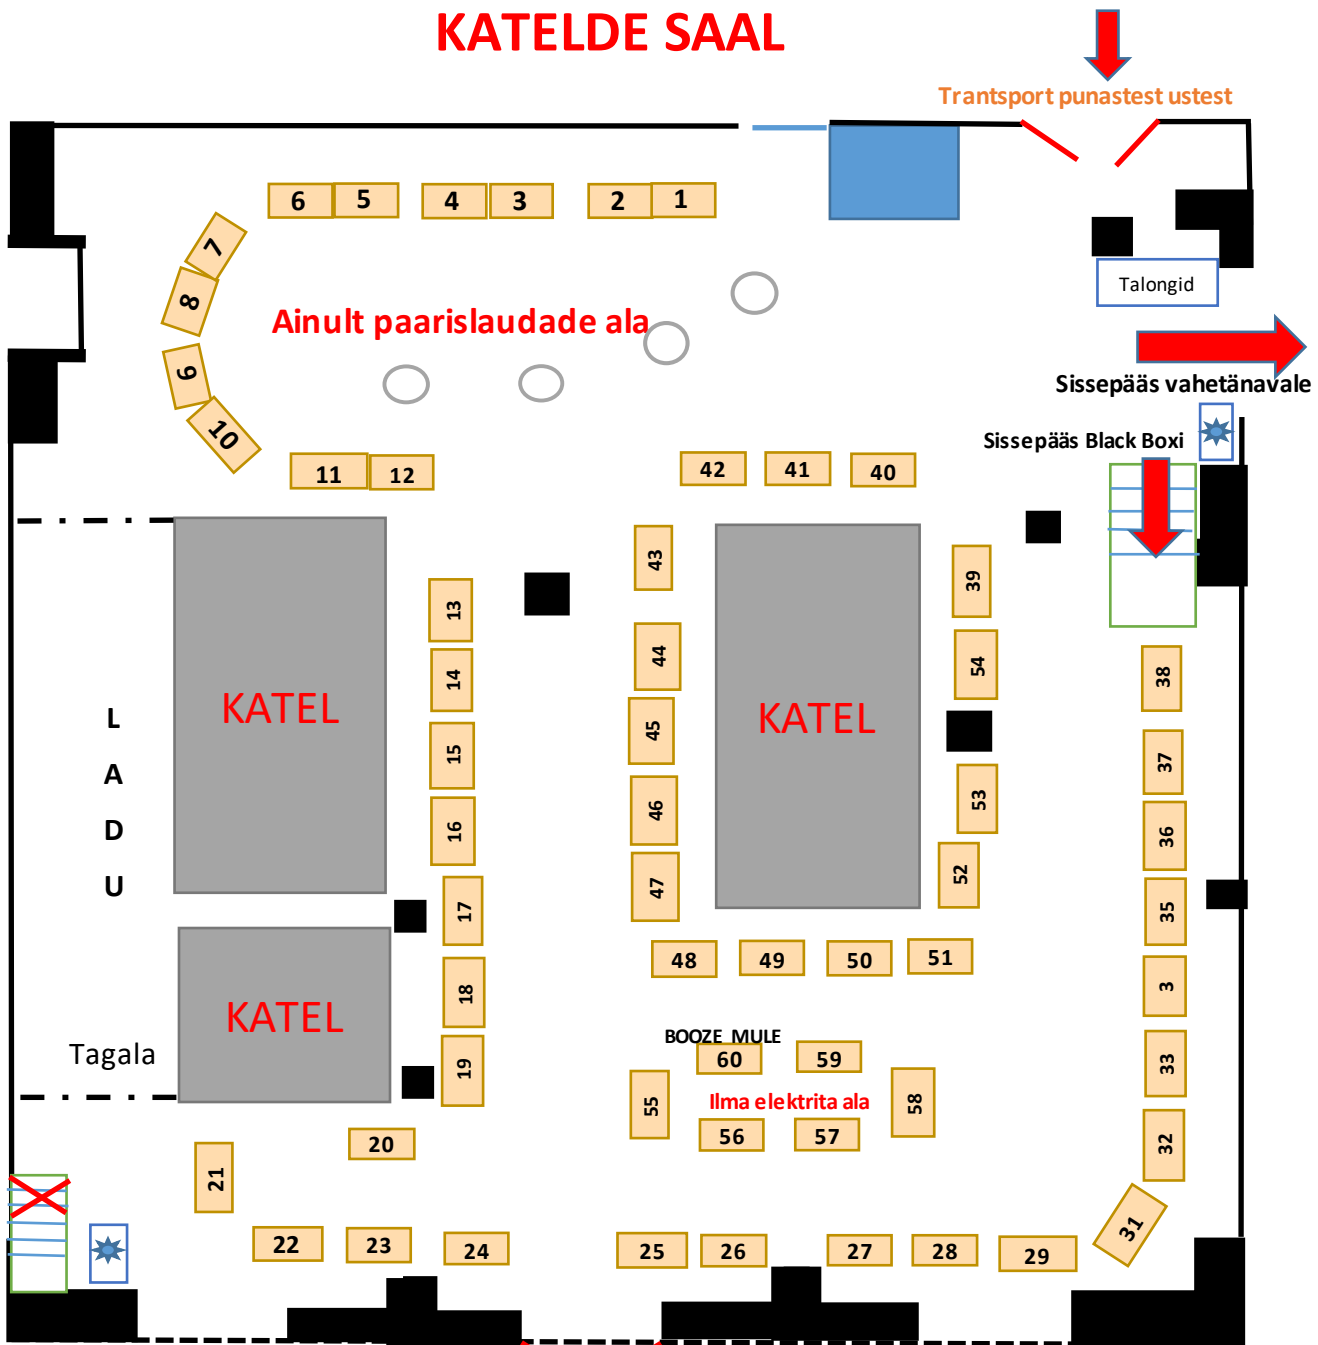 KATELDE SAAL
Trantsport punastest ustest
6 5 4 3 2 1
7
8
9
10
Talongid
Ainult paarislaudade ala
Sissepääs vahetänavale
Sissepääs Black Boxi
11 12
42 41 40
43
39
13
44
54
14
38
KATEL
KATEL
L
A
D
U
15
45
37
53
16
46
36
52
47
17
35
48 49 50 51
18
3
KATEL
Tagala
19
BOOZE MULE
60 59
33
55
Ilma elektrita ala
58
56 57
20
32
21
31
22 23 24 25 26 27 28 29